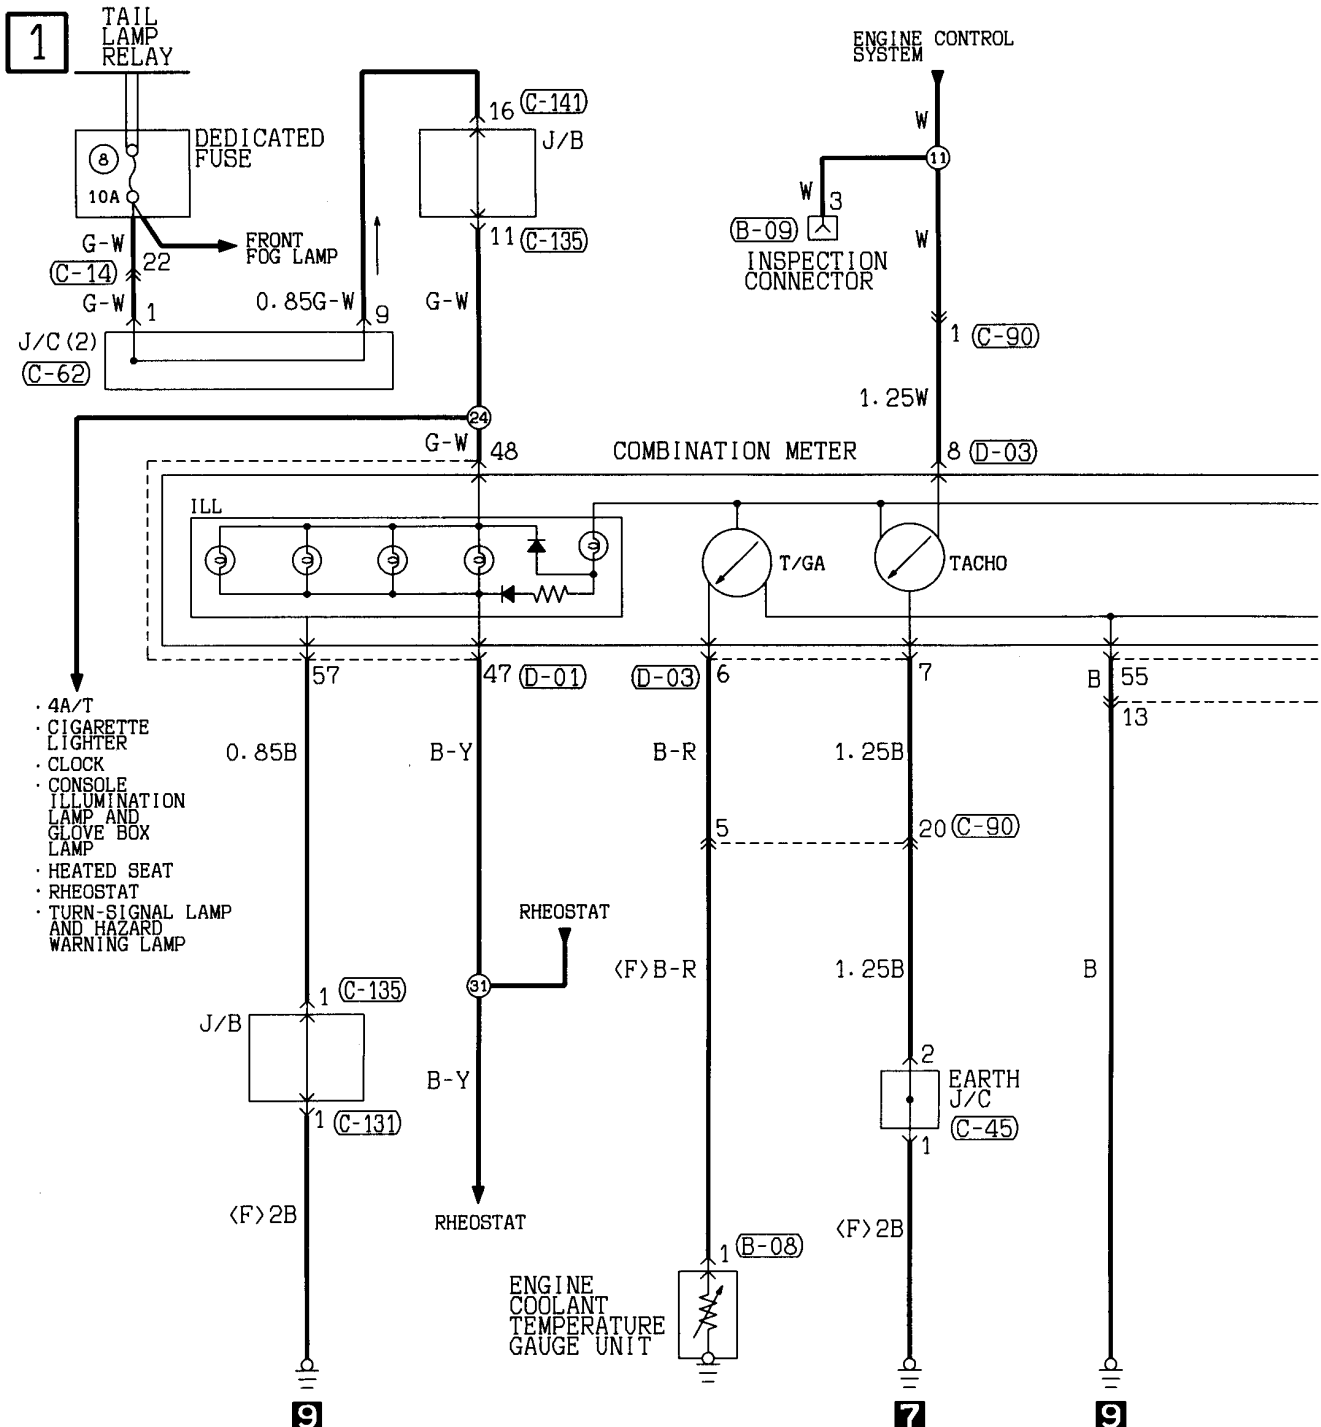 1
TAIL
LAMP
RELAY
ENGINE CONTROL
SYSTEM
16 (C-141)
J/B
DEDICATED
FUSE
8
10A
W
11
W
3
(B-09)
INSPECTION
CONNECTOR
W
G-W
22
FRONT
FOG LAMP
11 (C-135)
(C-14)
G-W
1
0.85G-W
9
G-W
J/C(2)
(C-62)
1 (C-90)
1.25W
24
G-W
48
COMBINATION METER
8 (D-03)
ILL
T/GA
TACHO
57
47 (D-01)
(D-03) 6
7
B 55
13
· 4A/T
· CIGARETTE
LIGHTER
· CLOCK
· CONSOLE
ILLUMINATION
LAMP AND
GLOVE BOX
LAMP
· HEATED SEAT
· RHEOSTAT
· TURN-SIGNAL LAMP
AND HAZARD
WARNING LAMP
0.85B
B-Y
B-R
1.25B
5
20 (C-90)
RHEOSTAT
31
<F>B-R
1.25B
B
1 (C-135)
J/B
1 (C-131)
B-Y
2
EARTH
J/C
(C-45)
1
<F>2B
RHEOSTAT
<F>2B
1 (B-08)
ENGINE
COOLANT
TEMPERATURE
GAUGE UNIT
9
7
9